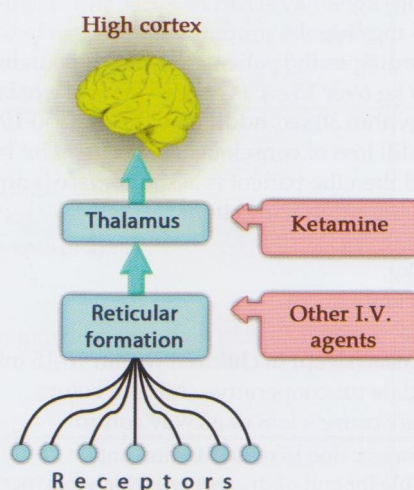 High cortex
Thalamus
Ketamine
Reticular
formation
Other I.V.
agents
Receptors